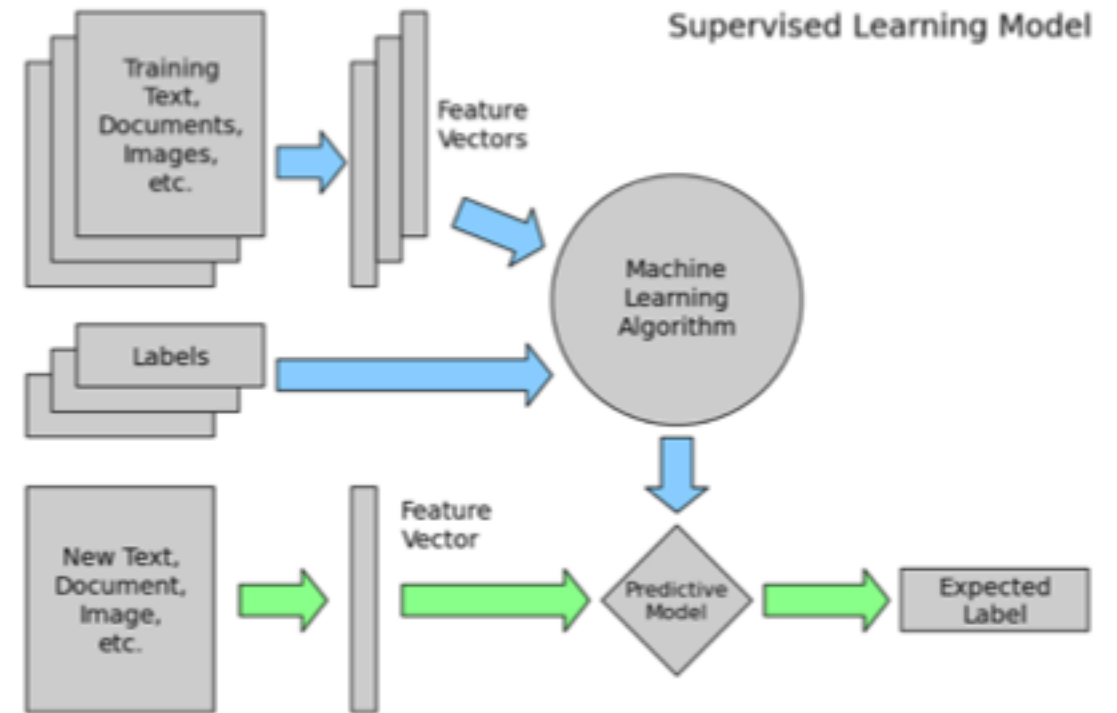 Supervised Learning Model
Training
Text,
Documents,
Images,
etc.
Feature
Vectors
Machine
Learning
Algorithm
Labels
New Text,
Document,
Image,
etc.
Feature
Vector
Predictive
Model
Expected
Label